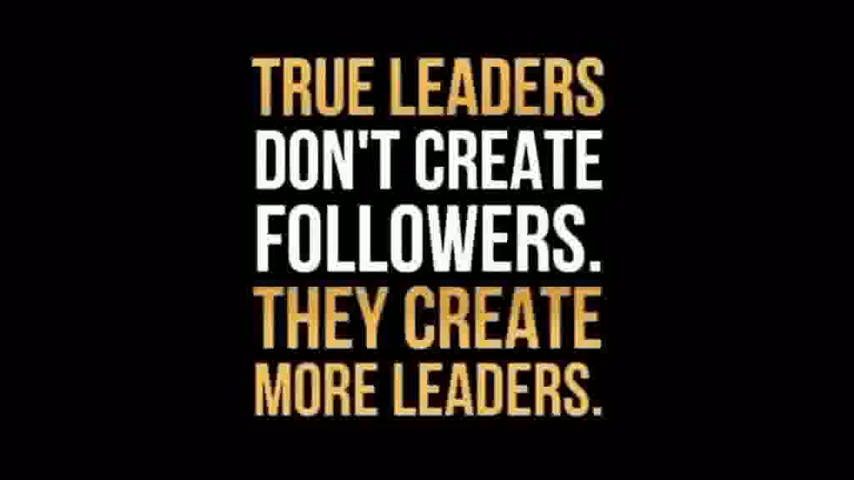 TRUE LEADERS
DON'T CREATE
FOLLOWERS.
THEY CREATE
MORE LEADERS.